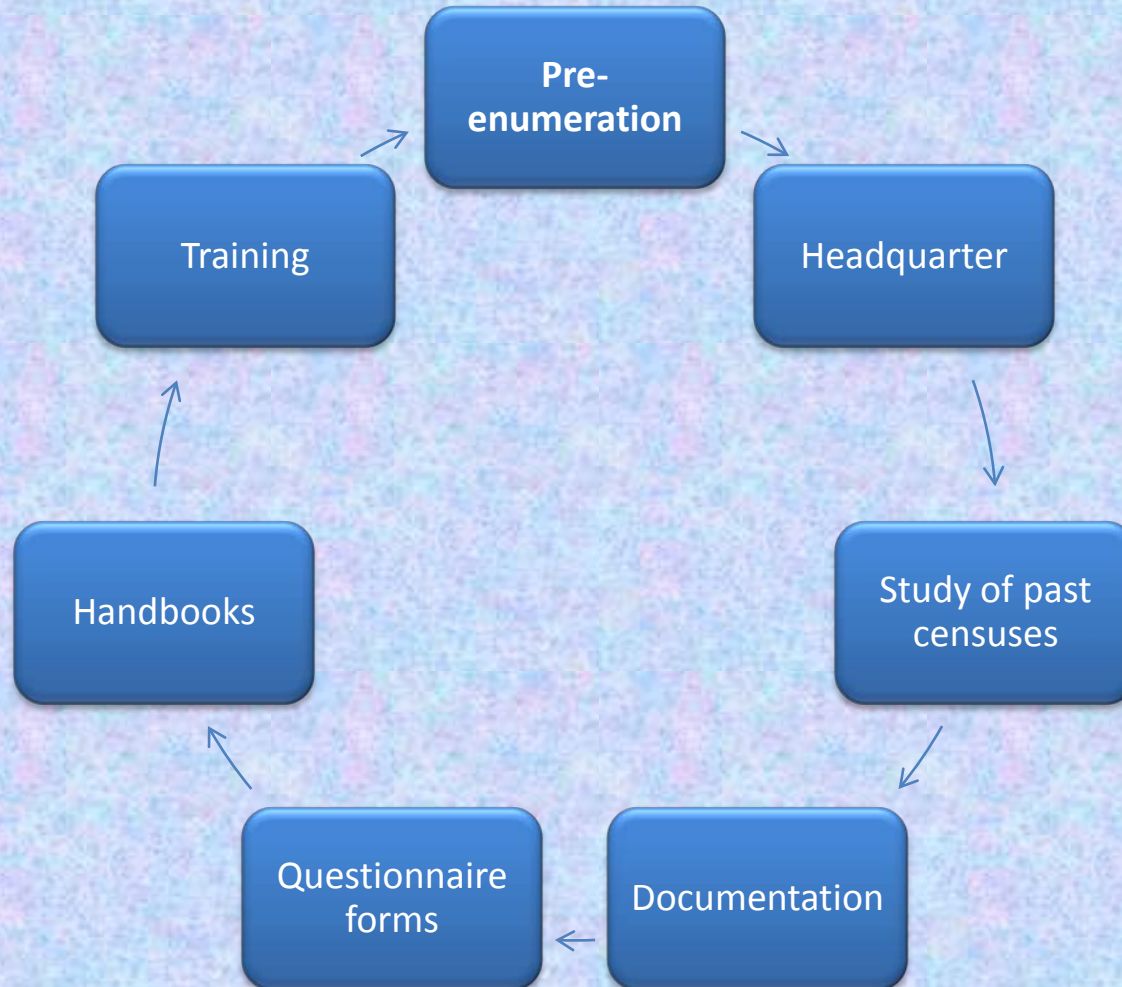 Pre-
enumeration
Headquarter
Study of past
censuses
Documentation
Questionnaire
forms
Handbooks
Training